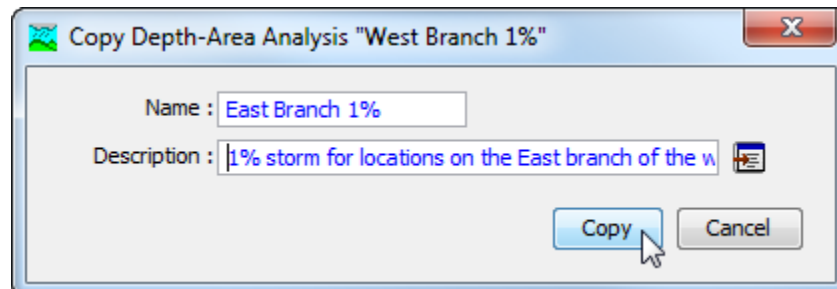 Copy Depth-Area Analysis "West Branch 1%"
Name : East Branch 1%
Description : 1% storm for locations on the East branch of the w
Copy Cancel